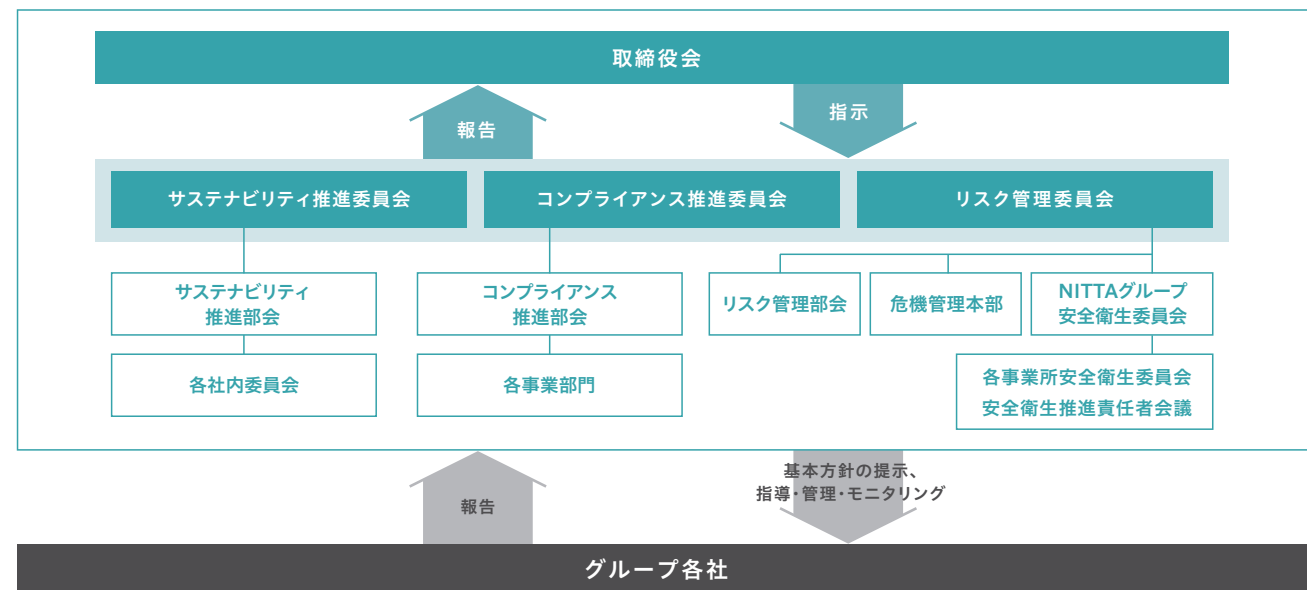 取締役会
報告
指示
サステナビリティ推進委員会
コンプライアンス推進委員会
リスク管理委員会
サステナビリティ
推進部会
コンプライアンス
推進部会
リスク管理部会
危機管理本部
NITTAグループ
安全衛生委員会
各社内委員会
各事業部門
各事業所安全衛生委員会
安全衛生推進責任者会議
報告
基本方針の提示、
指導・管理・モニタリング
グループ各社